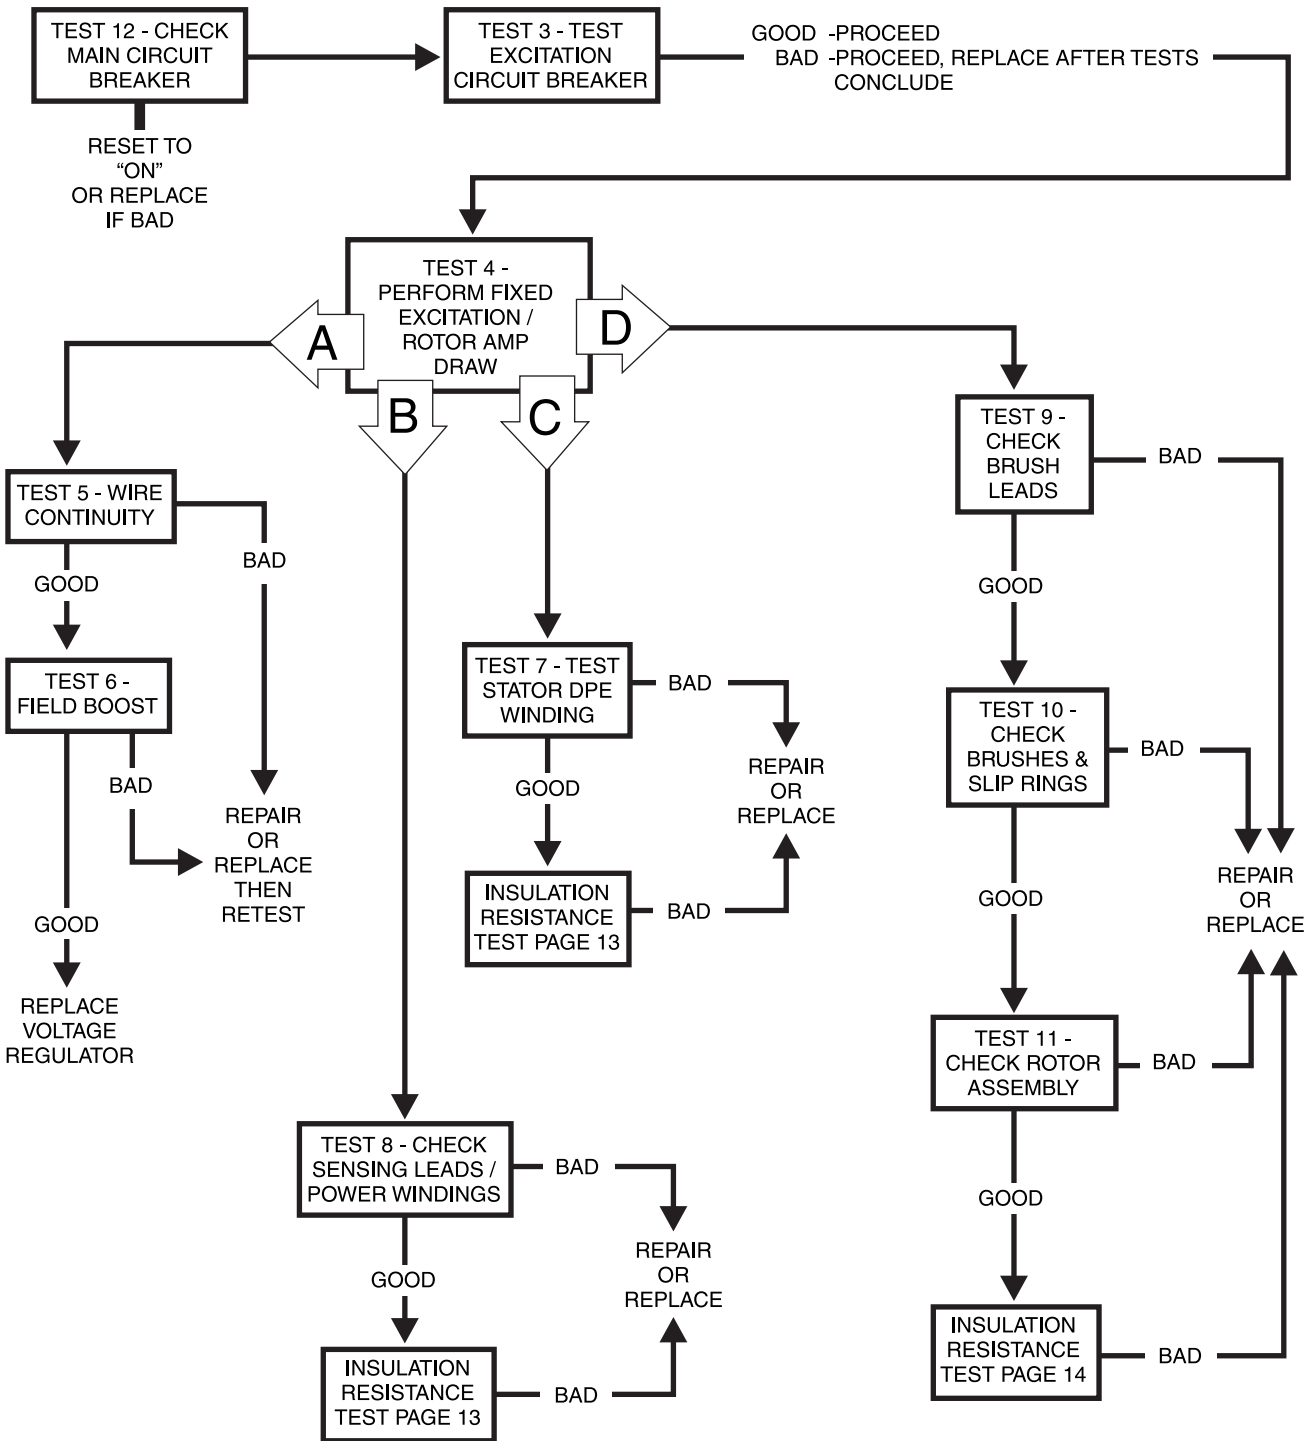 TEST 12 - CHECK
MAIN CIRCUIT
BREAKER
RESET TO
“ON”
OR REPLACE
IF BAD
TEST 3 - TEST
EXCITATION
CIRCUIT BREAKER
GOOD -PROCEED
BAD -PROCEED, REPLACE AFTER TESTS
CONCLUDE
TEST 4 -
PERFORM FIXED
EXCITATION /
ROTOR AMP
DRAW
A
B
C
D
TEST 5 - WIRE
CONTINUITY
BAD
GOOD
TEST 6 -
FIELD BOOST
BAD
REPAIR
OR
REPLACE
THEN
RETEST
GOOD
REPLACE
VOLTAGE
REGULATOR
TEST 8 - CHECK
SENSING LEADS /
POWER WINDINGS
BAD
GOOD
REPAIR
OR
REPLACE
INSULATION
RESISTANCE
TEST PAGE 13
BAD
TEST 7 - TEST
STATOR DPE
WINDING
BAD
GOOD
REPAIR
OR
REPLACE
INSULATION
RESISTANCE
TEST PAGE 13
BAD
TEST 9 -
CHECK
BRUSH
LEADS
BAD
GOOD
TEST 10 -
CHECK
BRUSHES &
SLIP RINGS
BAD
GOOD
REPAIR
OR
REPLACE
TEST 11 -
CHECK ROTOR
ASSEMBLY
BAD
GOOD
INSULATION
RESISTANCE
TEST PAGE 14
BAD